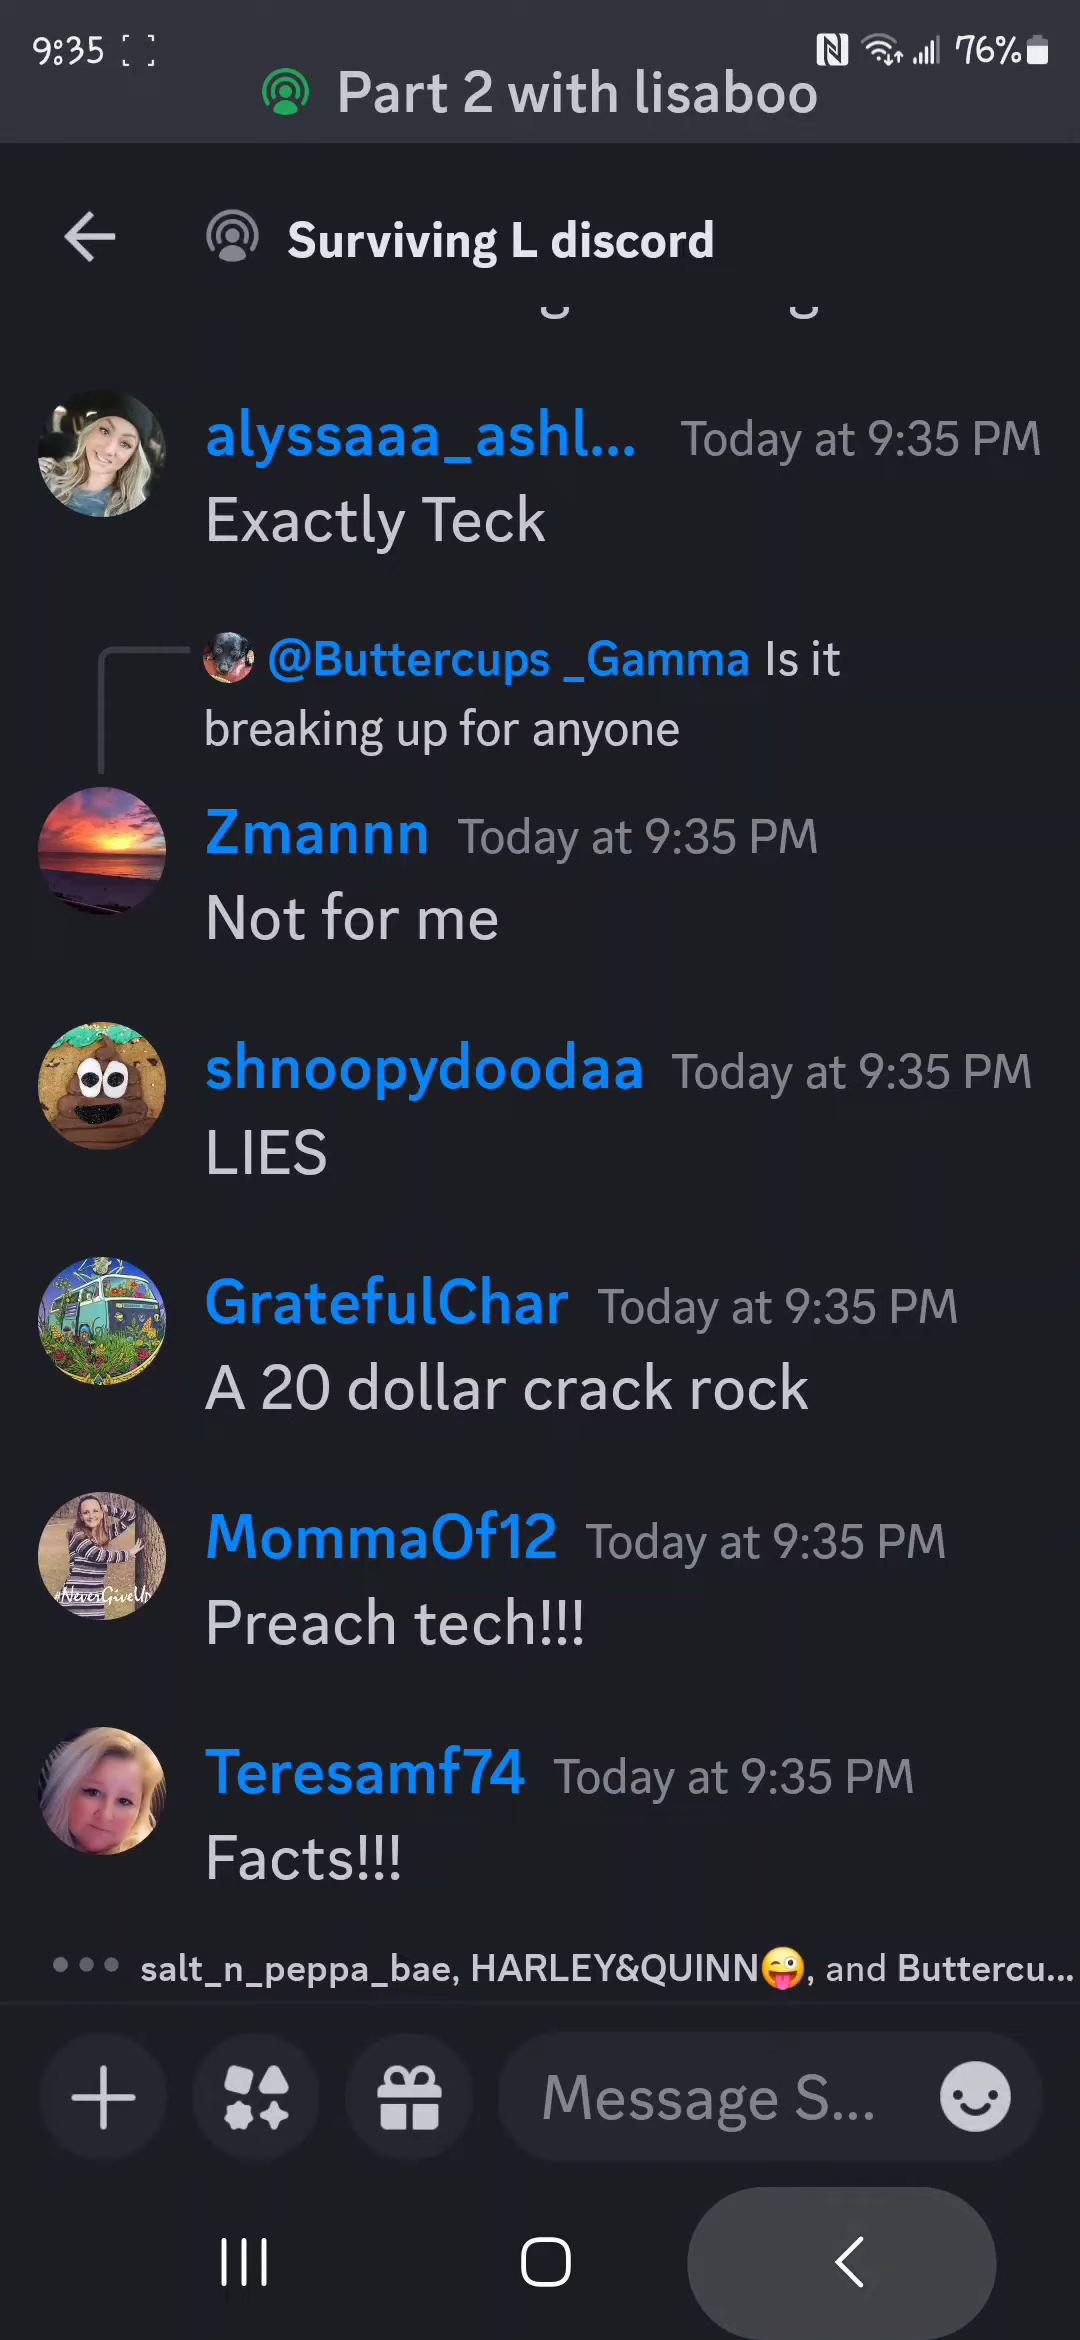 9:35 76%
Part 2 with lisaboo
Surviving L discord
alyssaaa_ashl... Today at 9:35 PM
Exactly Teck
@Buttercups _Gamma Is it
breaking up for anyone
Zmannn Today at 9:35 PM
Not for me
shnoopydoodaa Today at 9:35 PM
LIES
GratefulChar Today at 9:35 PM
A 20 dollar crack rock
MommaOf12 Today at 9:35 PM
#NeverGiveUp
Preach tech!!!
Teresamf74 Today at 9:35 PM
Facts!!!
salt_n_peppa_bae, HARLEY&QUINN😜, and Buttercu...
Message S...